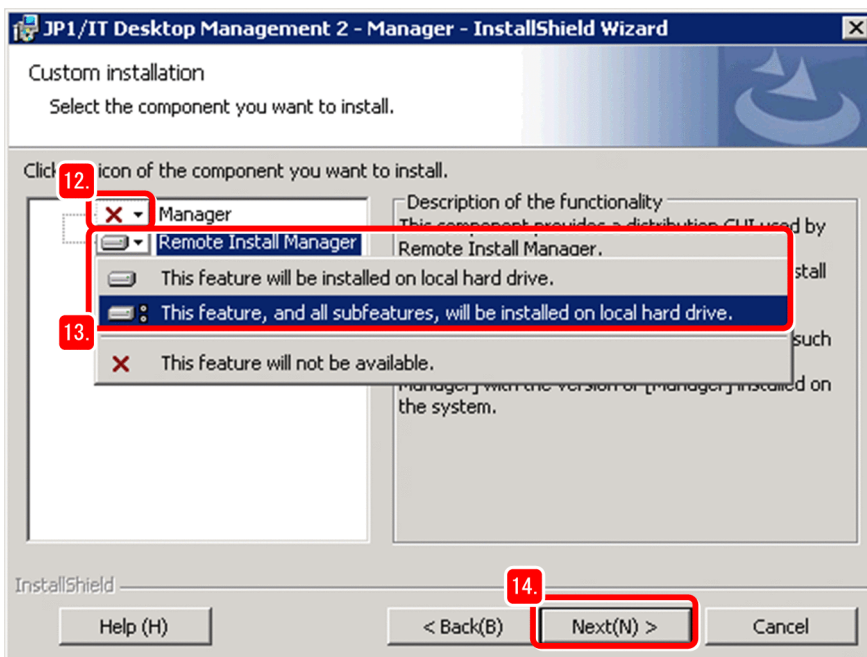 JP1/IT Desktop Management 2 - Manager - InstallShield Wizard
Custom installation
Select the component you want to install.
icon of the component you want to install.
12.
Manager
Remote Install Manager
Description of the functionality
This component provides a distribution GUI used by
Remote Install Manager.
stall
This feature will be installed on local hard drive.
13.
This feature, and all subfeatures, will be installed on local hard drive.
such
This feature will not be available.
Manager] with the version of [Manager] installed on
the system.
InstallShield
14.
Help (H)
< Back(B)
Next(N) >
Cancel